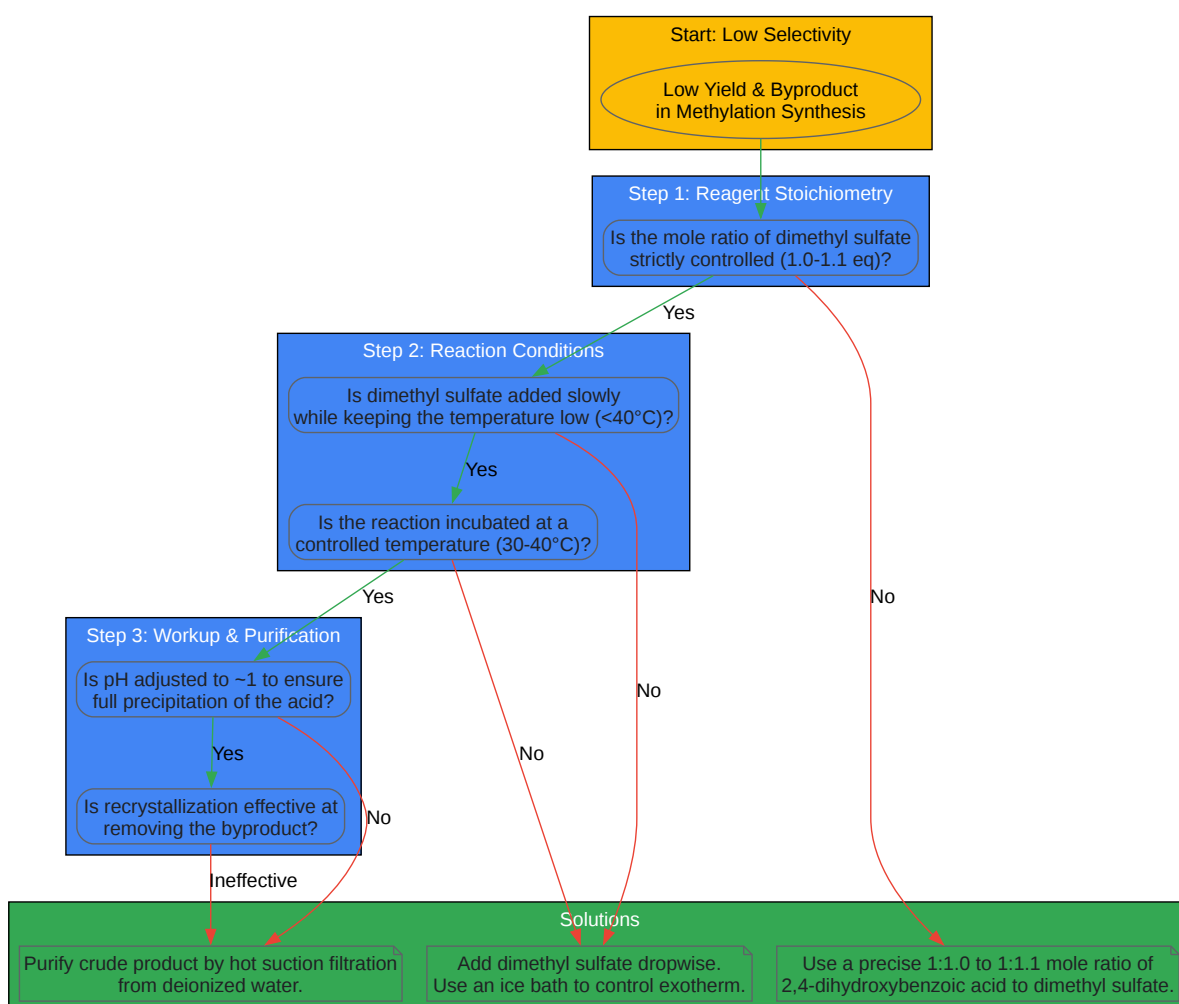 Start: Low Selectivity
Low Yield & Byproduct
in Methylation Synthesis
Step 1: Reagent Stoichiometry
Is the mole ratio of dimethyl sulfate
strictly controlled (1.0-1.1 eq)?
Yes
Step 2: Reaction Conditions
Is dimethyl sulfate added slowly
while keeping the temperature low (<40°C)?
Yes
Is the reaction incubated at a
controlled temperature (30-40°C)?
No
Yes
Step 3: Workup & Purification
Is pH adjusted to ~1 to ensure
full precipitation of the acid?
No
Yes
No
Is recrystallization effective at
removing the byproduct?
No
Ineffective
Solutions
Purify crude product by hot suction filtration
from deionized water.
Add dimethyl sulfate dropwise.
Use an ice bath to control exotherm.
Use a precise 1:1.0 to 1:1.1 mole ratio of
2,4-dihydroxybenzoic acid to dimethyl sulfate.